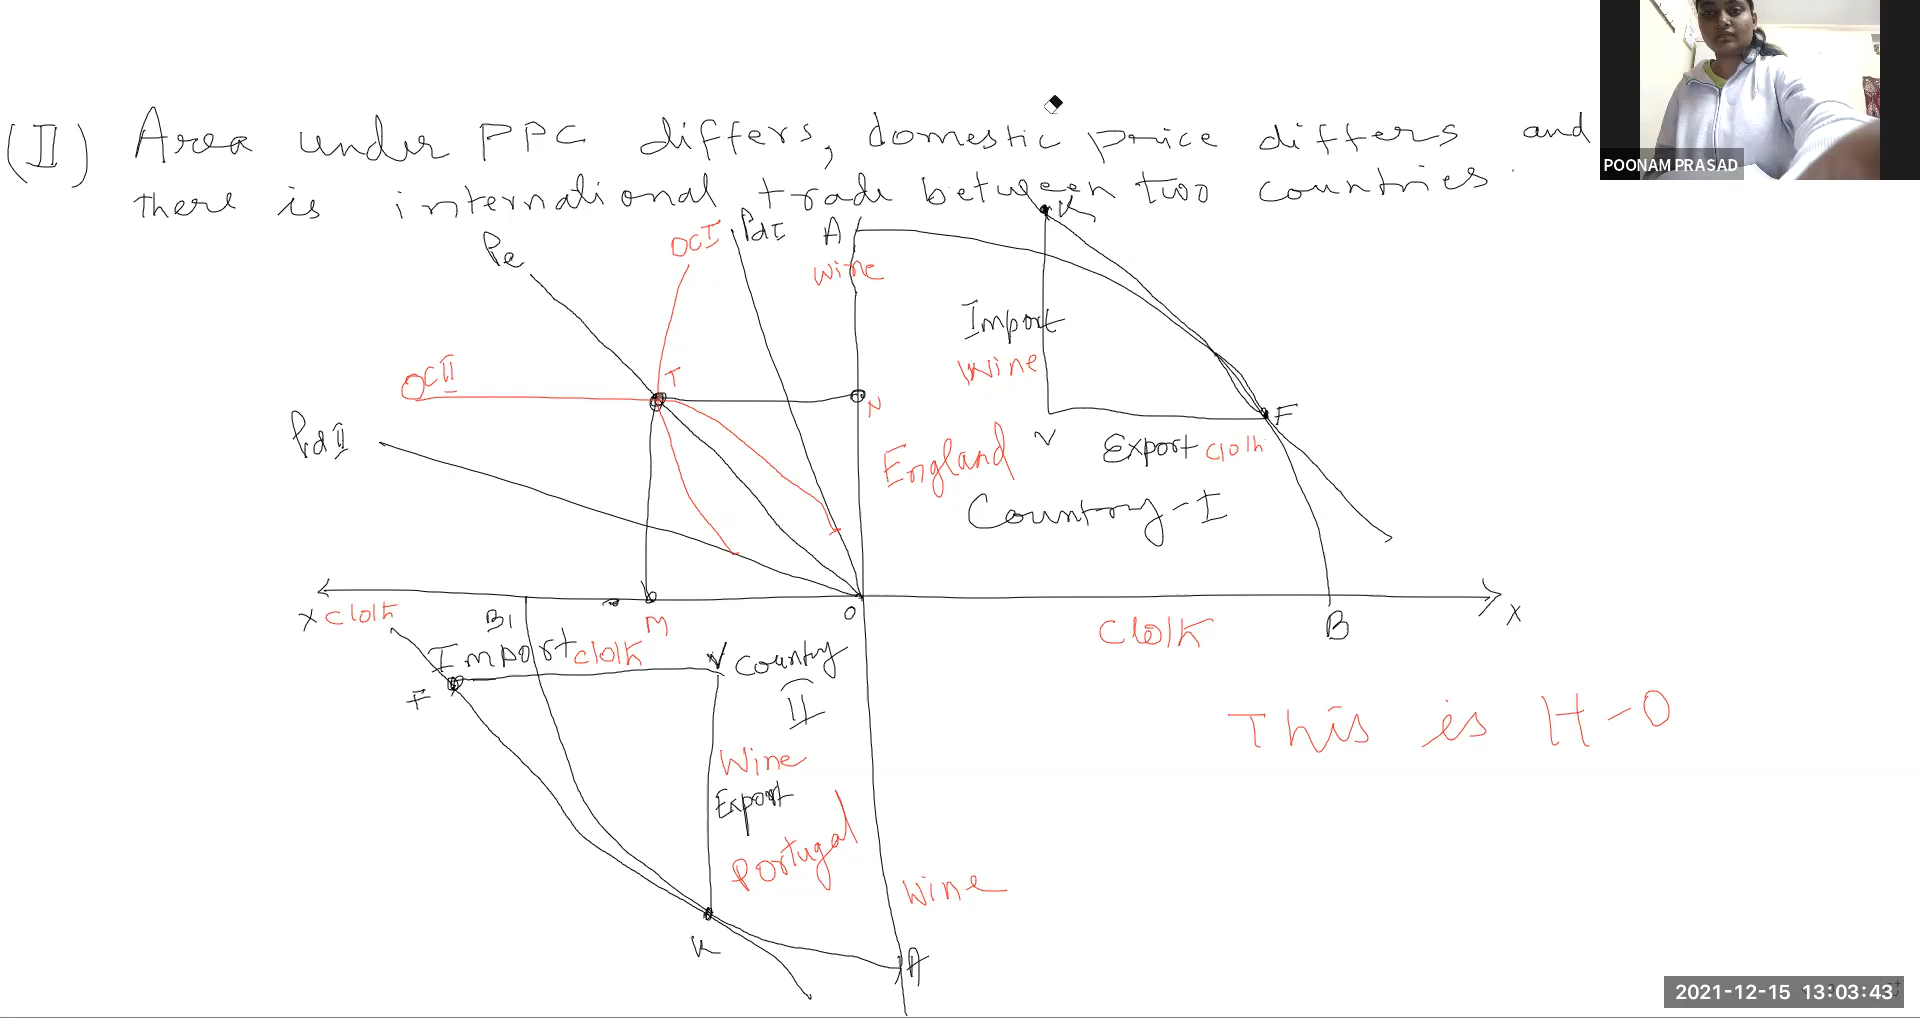 (II) Area under PPC differs, domestic price differs and
there is international trade between two countries.
POONAM PRASAD
Pe
OCI
PdI
A
Wine
K
Import
Wine
OCII
T
N
F
PdII
England
V
Export Cloth
Country-I
X Cloth
B1
M
O
Cloth
B
X
Import cloth
V Country
II
F
This is H-O
Wine
Export
Portugal
Wine
K
A
2021-12-15 13:03:43